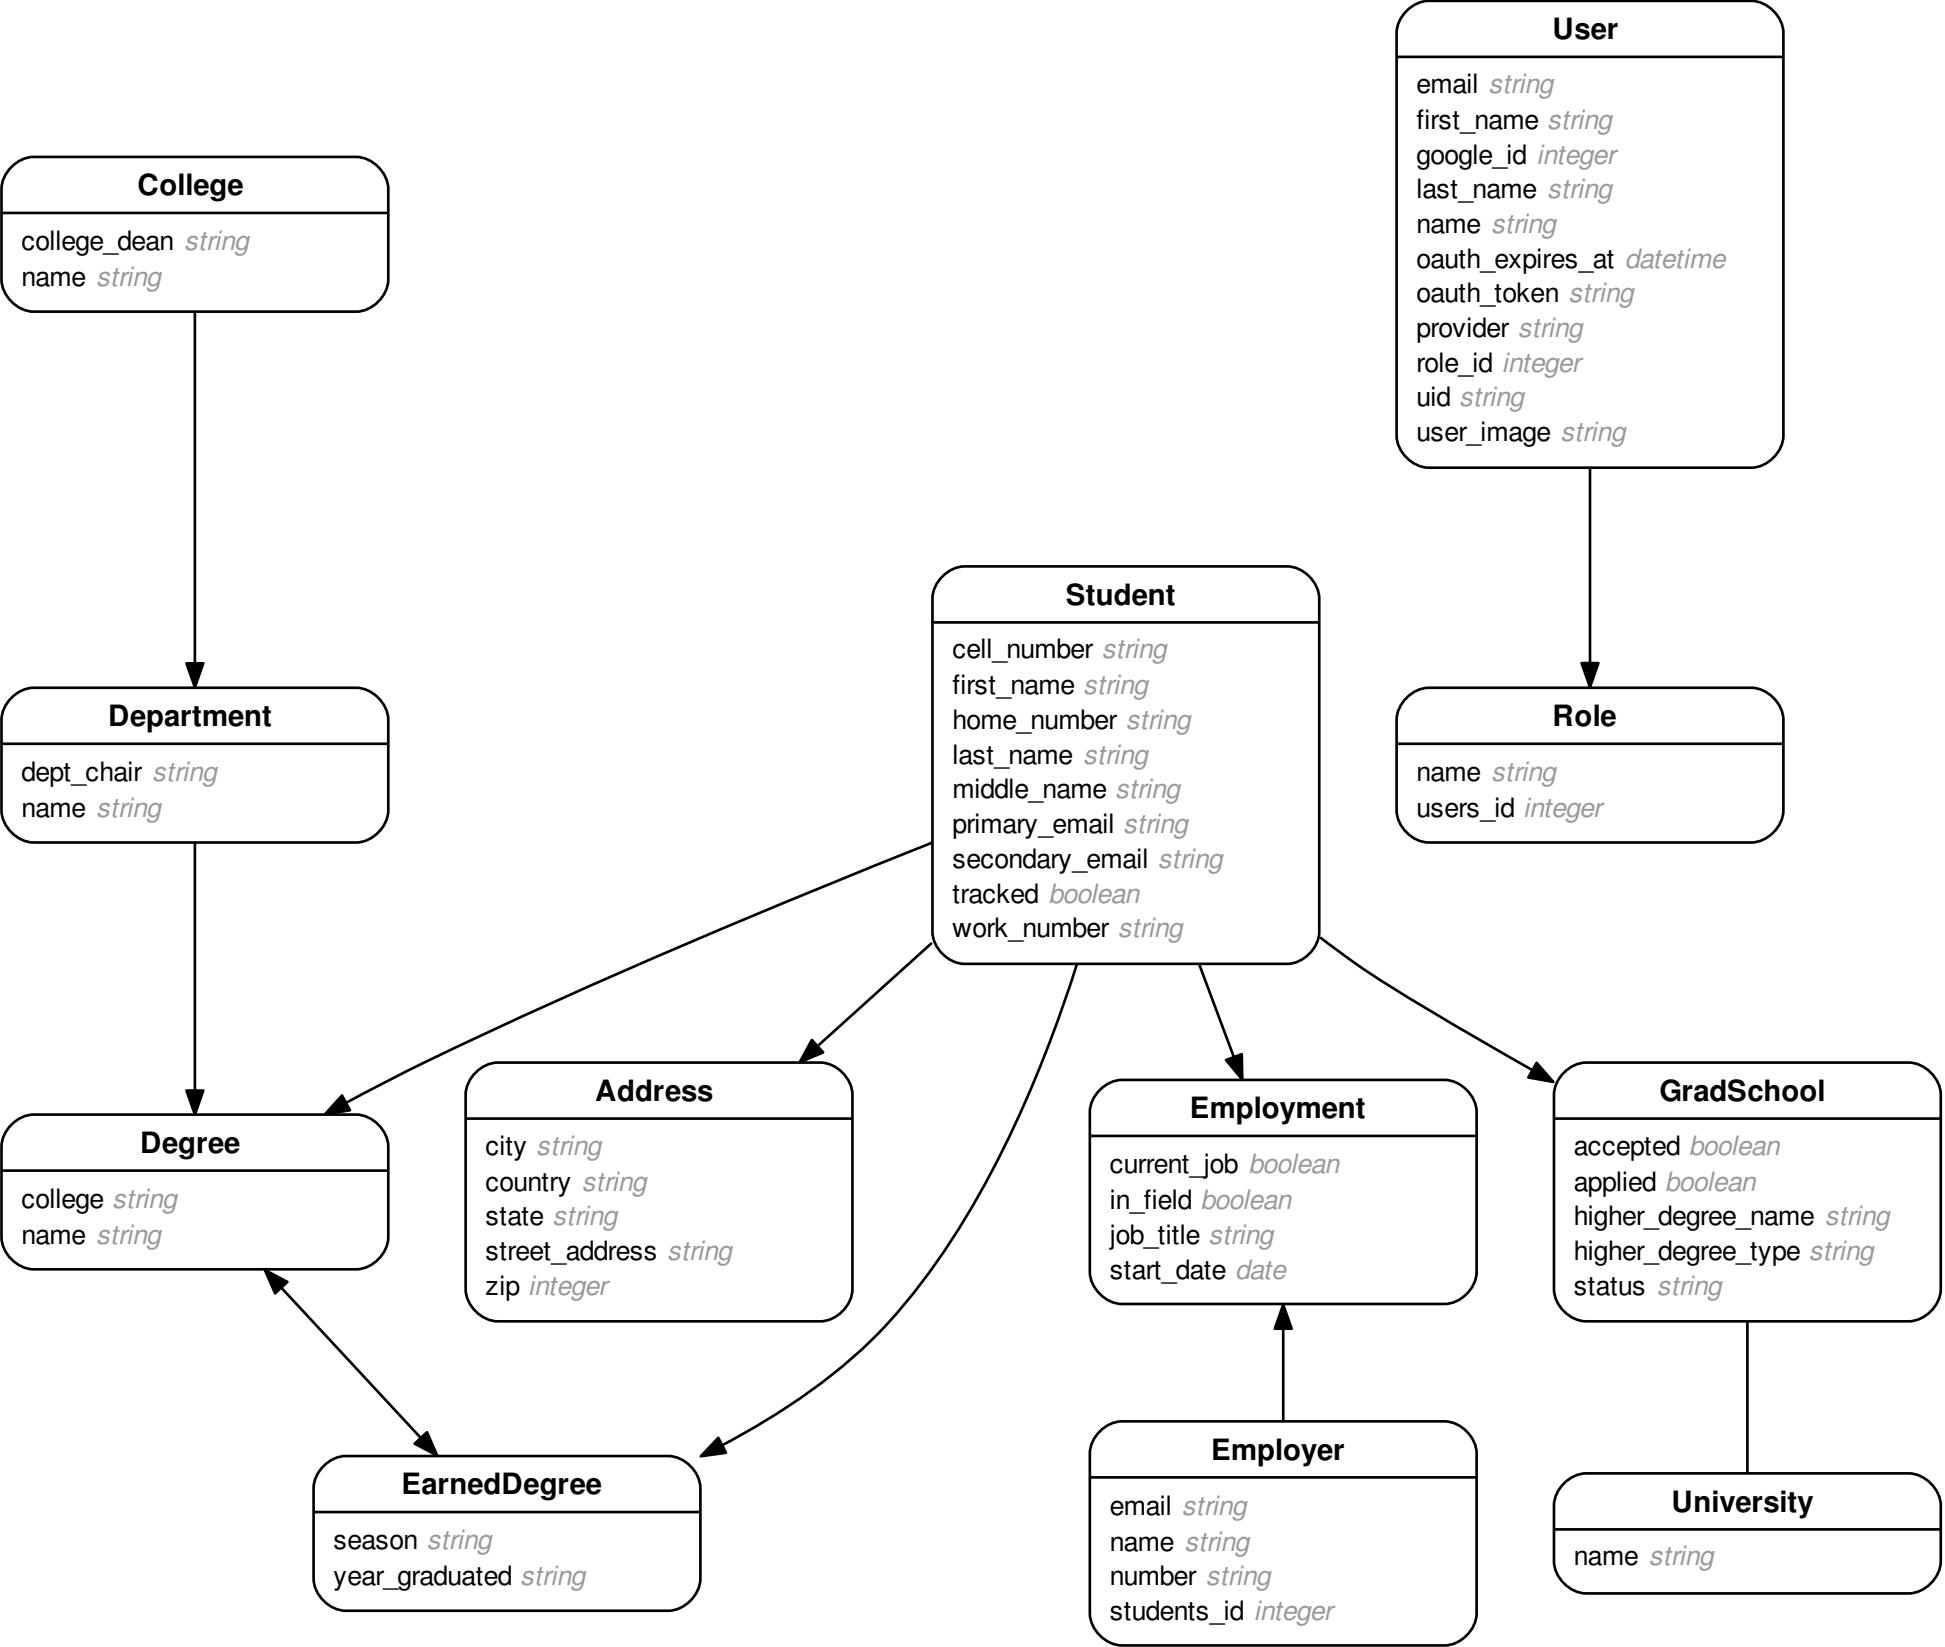 User
email string
first_name string
google_id integer
last_name string
name string
oauth_expires_at datetime
oauth_token string
provider string
role_id integer
uid string
user_image string
College
college_dean string
name string
Student
cell_number string
first_name string
home_number string
last_name string
middle_name string
primary_email string
secondary_email string
tracked boolean
work_number string
Department
dept_chair string
name string
Role
name string
users_id integer
Degree
college string
name string
Address
city string
country string
state string
street_address string
zip integer
Employment
current_job boolean
in_field boolean
job_title string
start_date date
GradSchool
accepted boolean
applied boolean
higher_degree_name string
higher_degree_type string
status string
EarnedDegree
season string
year_graduated string
Employer
email string
name string
number string
students_id integer
University
name string